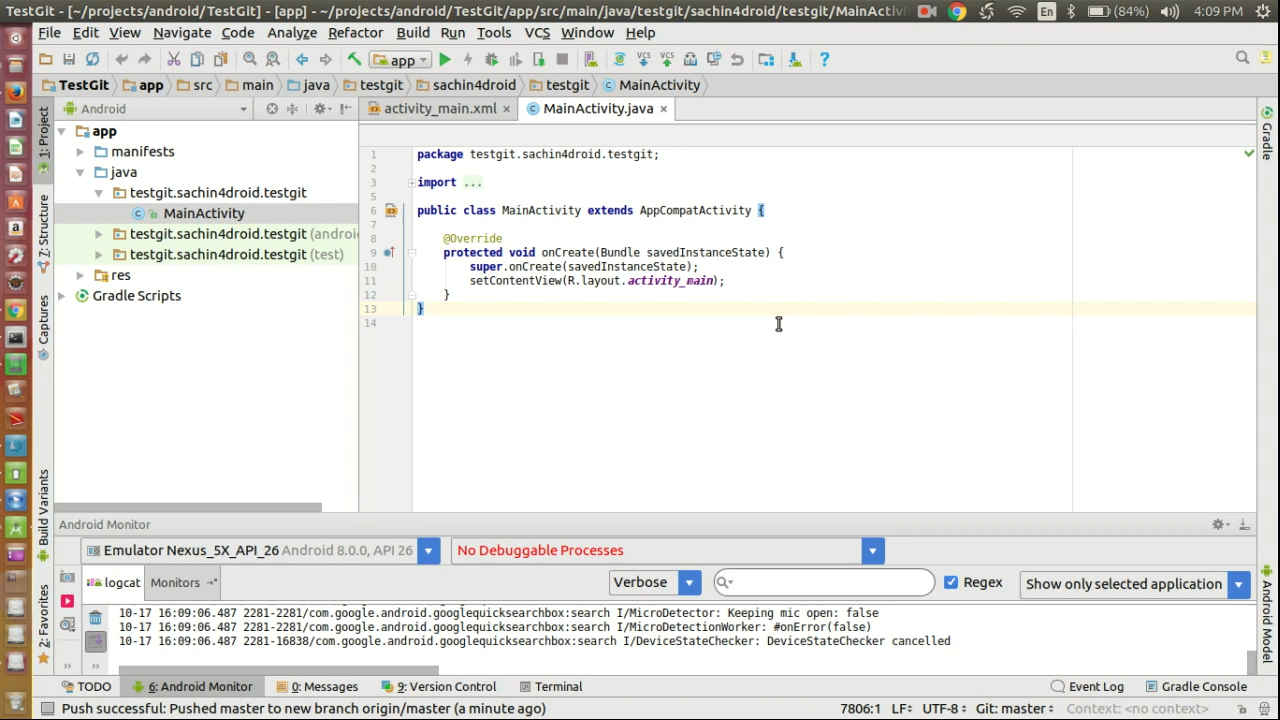 TestGit - [~/projects/android/TestGit] - [app] - ~/projects/android/TestGit/app/src/main/java/testgit/sachin4droid/testgit/MainActivi
En
(84%)
4:09 PM
File Edit View Navigate Code Analyze Refactor Build Run Tools VCS Window Help
app
VCS VCS
?
TestGit app src main java testgit sachin4droid testgit MainActivity
Android
activity_main.xml
MainActivity.java
1: Project
7: Structure
Captures
Build Variants
2: Favorites
app
manifests
java
testgit.sachin4droid.testgit
MainActivity
testgit.sachin4droid.testgit (androi
testgit.sachin4droid.testgit (test)
res
Gradle Scripts
1 package testgit.sachin4droid.testgit;
2
3 import ...
5
6 public class MainActivity extends AppCompatActivity {
7
8 @Override
9 protected void onCreate(Bundle savedInstanceState) {
10 super.onCreate(savedInstanceState);
11 setContentView(R.layout.activity_main);
12 }
13 }
14
Gradle
Android Model
Android Monitor
Emulator Nexus_5X_API_26 Android 8.0.0, API 26
No Debuggable Processes
logcat
Monitors
Verbose
Regex
Show only selected application
10-17 16:09:06.487 2281-2281/com.google.android.googlequicksearchbox:search I/MicroDetector: Keeping mic open: false
10-17 16:09:06.487 2281-2281/com.google.android.googlequicksearchbox:search I/MicroDetectionWorker: #onError(false)
10-17 16:09:06.487 2281-16838/com.google.android.googlequicksearchbox:search I/DeviceStateChecker: DeviceStateChecker cancelled
TODO
6: Android Monitor
0: Messages
9: Version Control
Terminal
Event Log
Gradle Console
Push successful: Pushed master to new branch origin/master (a minute ago)
7806:1
LF
UTF-8
Git: master
Context: <no context>